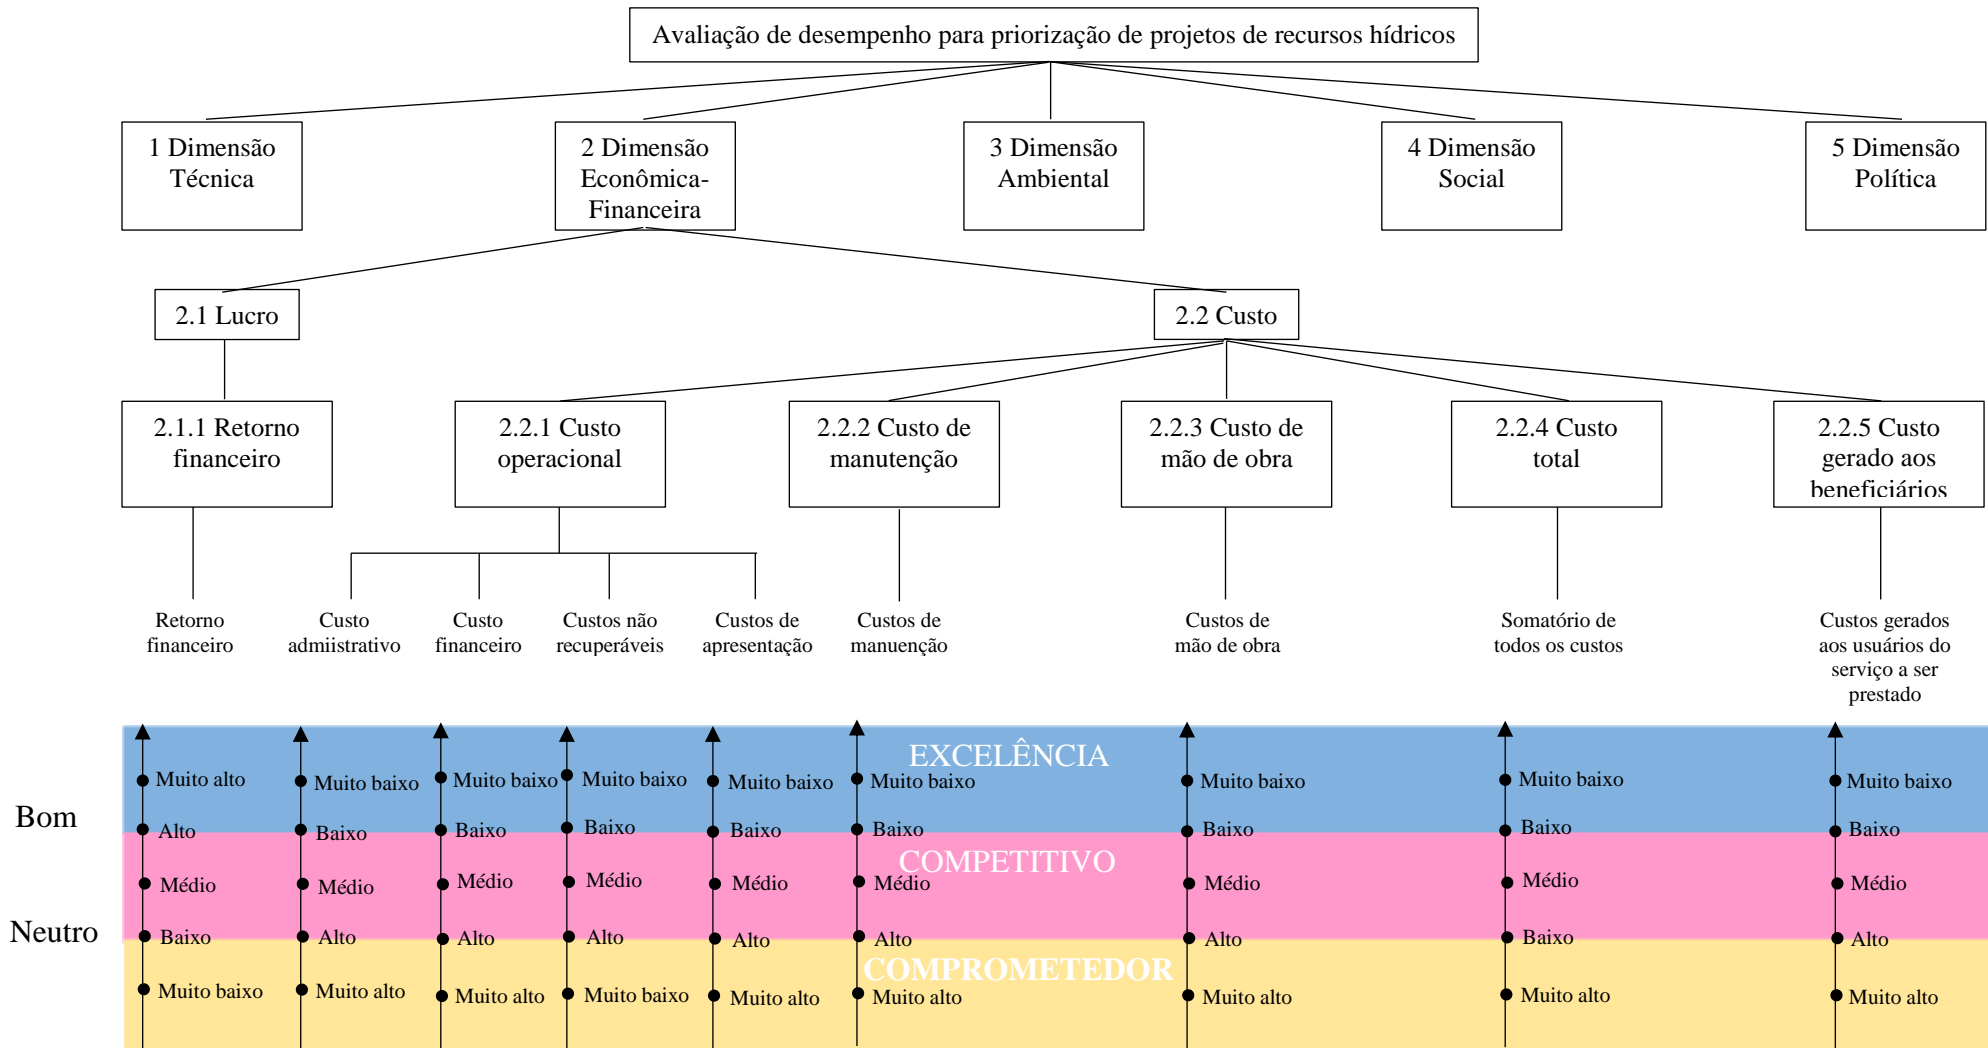 Avaliação de desempenho para priorização de projetos de recursos hídricos
1 Dimensão
Técnica
2 Dimensão
Econômica-
Financeira
3 Dimensão
Ambiental
4 Dimensão
Social
5 Dimensão
Política
2.1 Lucro
2.2 Custo
2.1.1 Retorno
financeiro
2.2.1 Custo
operacional
2.2.2 Custo de
manutenção
2.2.3 Custo de
mão de obra
2.2.4 Custo
total
2.2.5 Custo
gerado aos
beneficiários
Retorno
financeiro
Custo
admiistrativo
Custo
financeiro
Custos não
recuperáveis
Custos de
apresentação
Custos de
manuenção
Custos de
mão de obra
Somatório de
todos os custos
Custos gerados
aos usuários do
serviço a ser
prestado
EXCELÊNCIA
Muito alto
Muito baixo
Muito baixo
Muito baixo
Muito baixo
Muito baixo
Muito baixo
Muito baixo
Muito baixo
Bom
Alto
Baixo
Baixo
Baixo
Baixo
Baixo
Baixo
Baixo
Baixo
COMPETITIVO
Médio
Médio
Médio
Médio
Médio
Médio
Médio
Médio
Médio
Neutro
Baixo
Alto
Alto
Alto
Alto
Alto
Alto
Baixo
Alto
COMPROMETEDOR
Muito baixo
Muito alto
Muito alto
Muito baixo
Muito alto
Muito alto
Muito alto
Muito alto
Muito alto